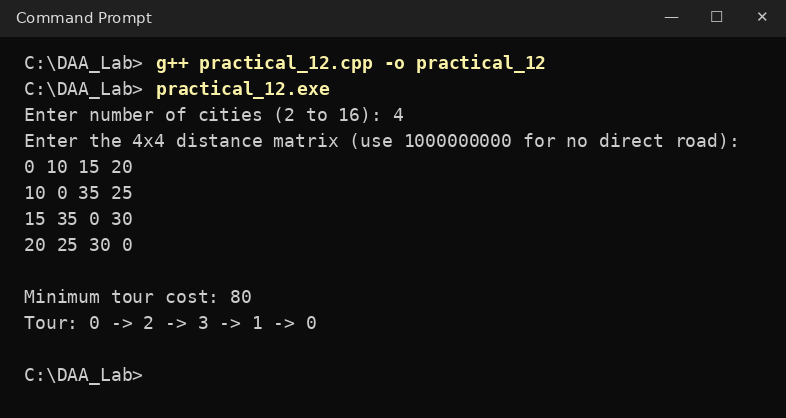 Command Prompt
C:\DAA_Lab> g++ practical_12.cpp -o practical_12
C:\DAA_Lab> practical_12.exe
Enter number of cities (2 to 16): 4
Enter the 4x4 distance matrix (use 1000000000 for no direct road):
0 10 15 20
10 0 35 25
15 35 0 30
20 25 30 0
Minimum tour cost: 80
Tour: 0 -> 2 -> 3 -> 1 -> 0
C:\DAA_Lab>